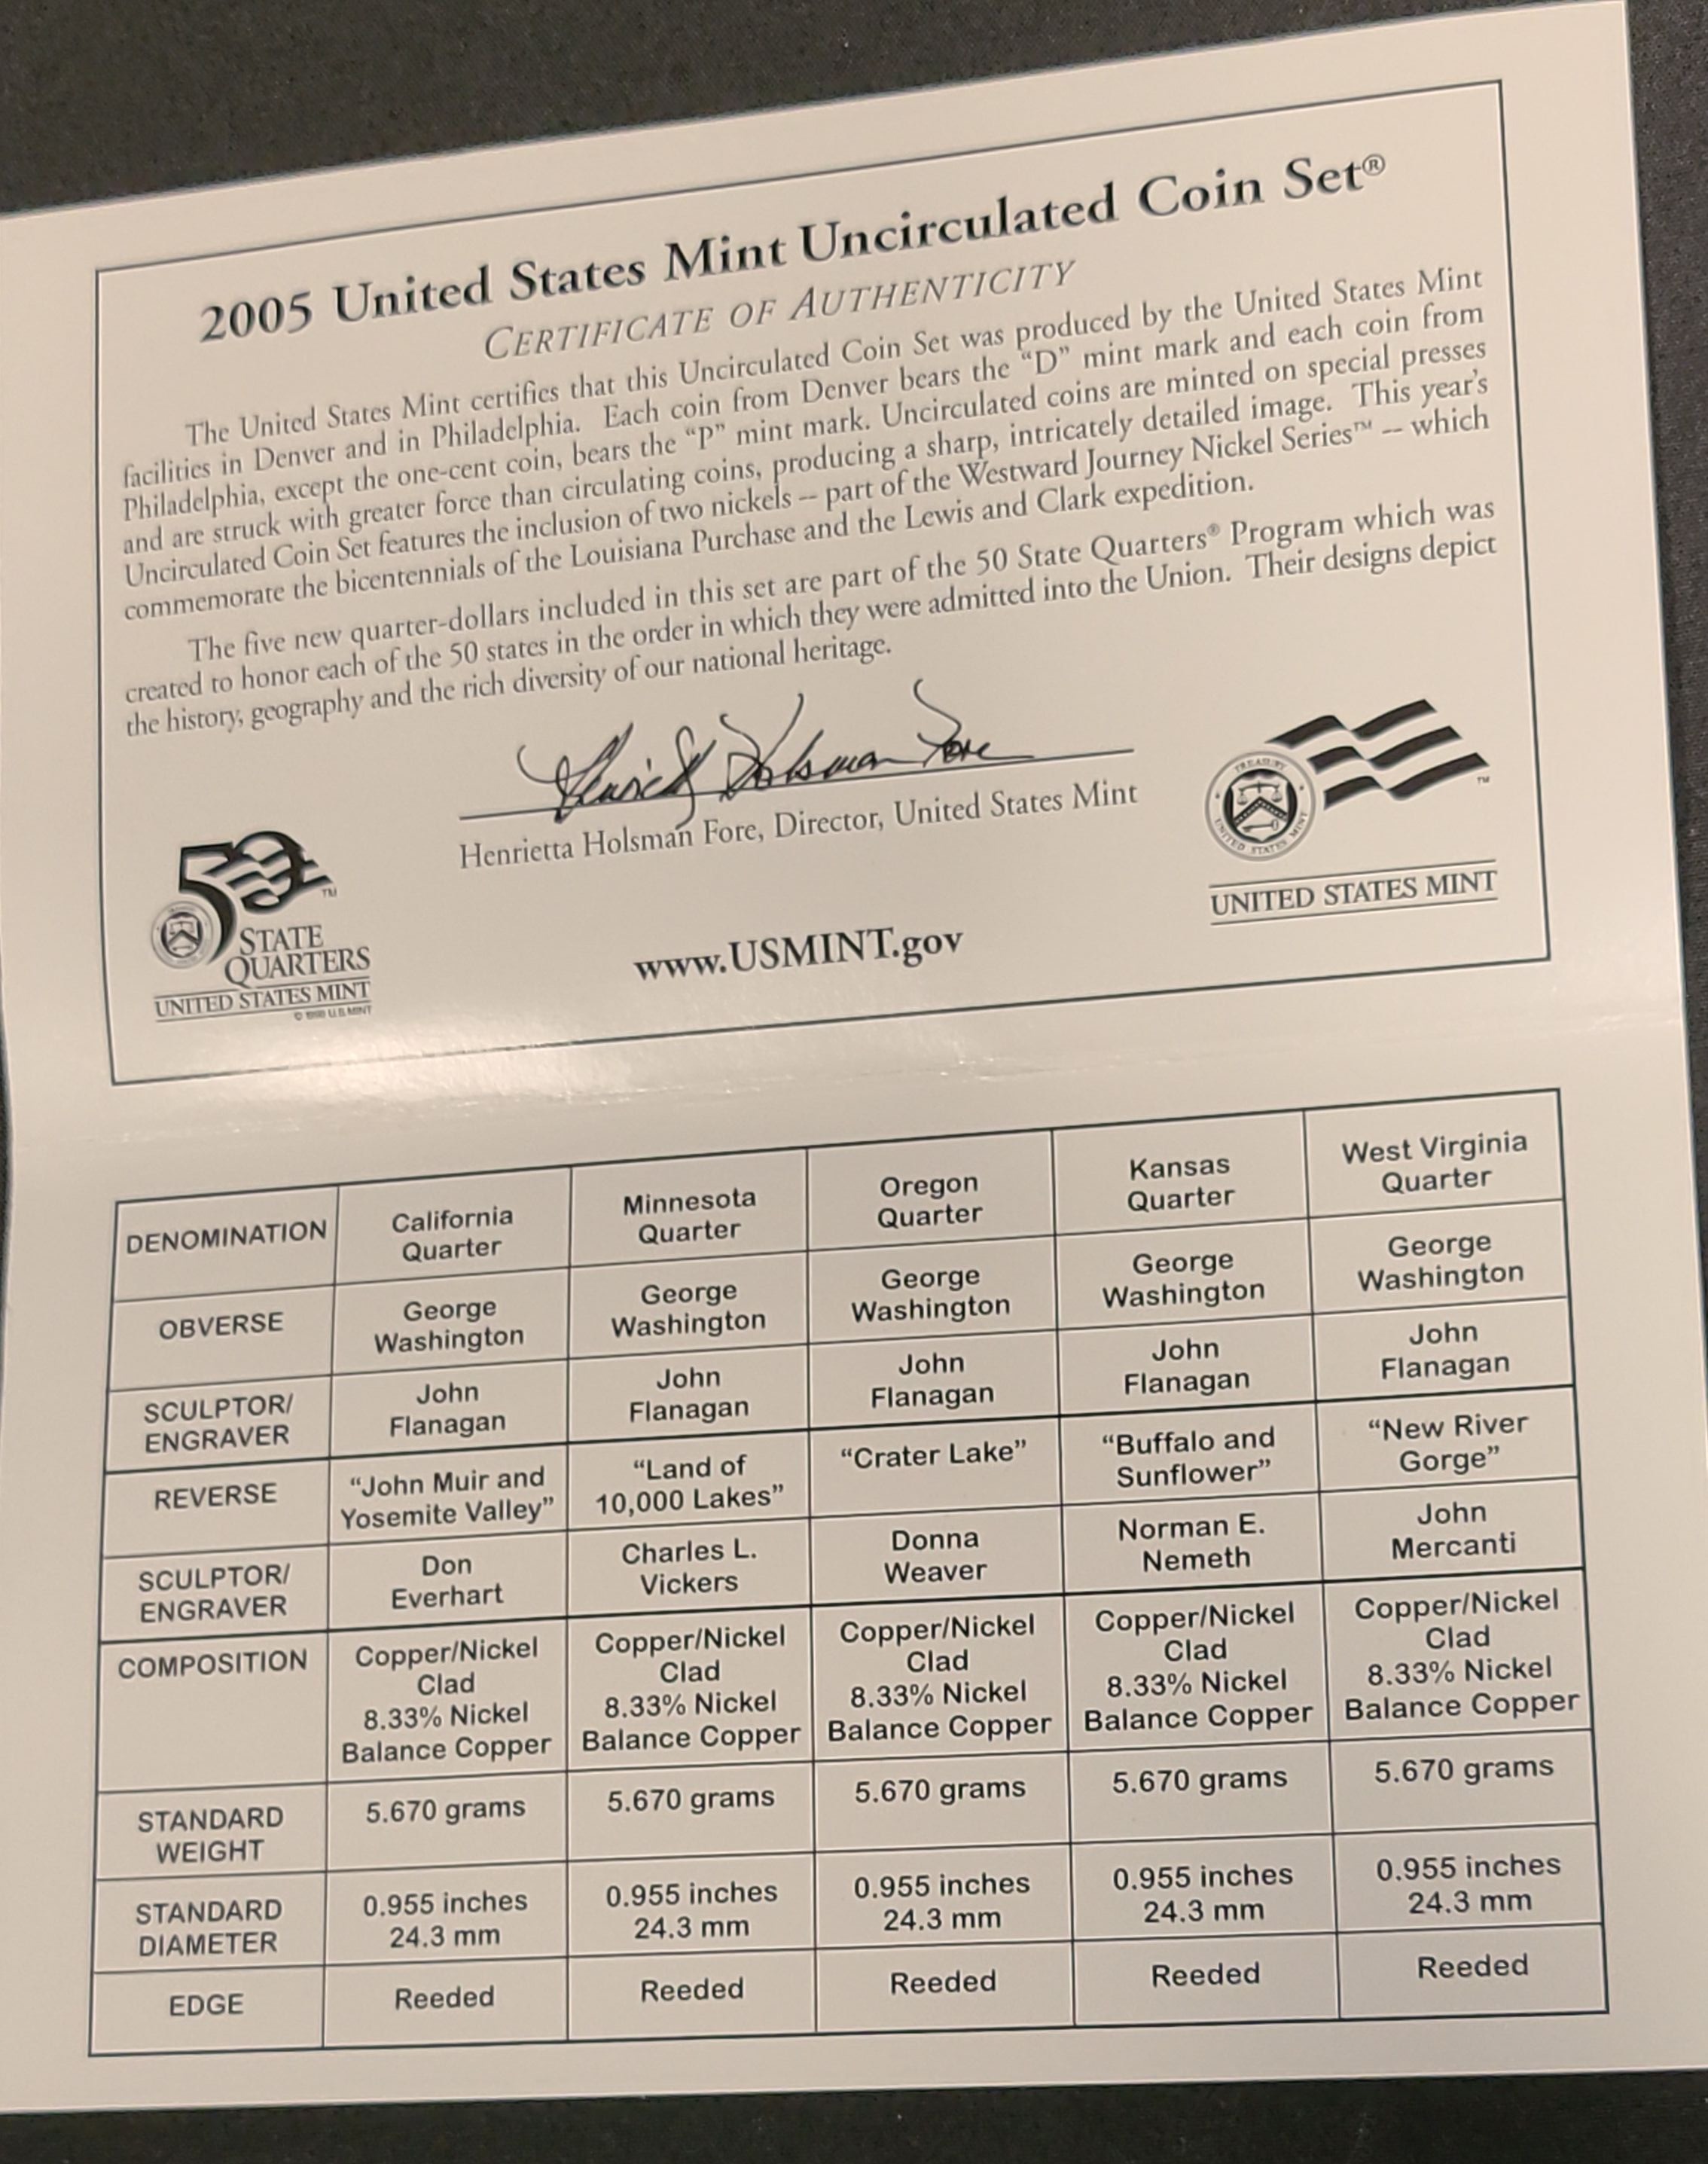 2005 United States Mint Uncirculated Coin Set®
CERTIFICATE OF AUTHENTICITY
The United States Mint certifies that this Uncirculated Coin Set was produced by the United States Mint
facilities in Denver and in Philadelphia. Each coin from Denver bears the “D” mint mark and each coin from
Philadelphia, except the one-cent coin, bears the “P” mint mark. Uncirculated coins are minted on special presses
and are struck with greater force than circulating coins, producing a sharp, intricately detailed image. This year's
Uncirculated Coin Set features the inclusion of two nickels -- part of the Westward Journey Nickel Series™ -- which
commemorate the bicentennials of the Louisiana Purchase and the Lewis and Clark expedition.
The five new quarter-dollars included in this set are part of the 50 State Quarters® Program which was
created to honor each of the 50 states in the order in which they were admitted into the Union. Their designs depict
the history, geography and the rich diversity of our national heritage.
Henrietta Holsman Fore
Henrietta Holsman Fore, Director, United States Mint
50 ™
STATE
QUARTERS
UNITED STATES MINT
© 1998 U.S. MINT
www.USMINT.gov
TREASURY
UNITED STATES MINT
™
UNITED STATES MINT
DENOMINATION California Quarter Minnesota Quarter Oregon Quarter Kansas Quarter West Virginia Quarter
OBVERSE George Washington George Washington George Washington George Washington George Washington
SCULPTOR/ ENGRAVER John Flanagan John Flanagan John Flanagan John Flanagan John Flanagan
REVERSE “John Muir and Yosemite Valley” “Land of 10,000 Lakes” “Crater Lake” “Buffalo and Sunflower” “New River Gorge”
SCULPTOR/ ENGRAVER Don Everhart Charles L. Vickers Donna Weaver Norman E. Nemeth John Mercanti
COMPOSITION Copper/Nickel Clad 8.33% Nickel Balance Copper Copper/Nickel Clad 8.33% Nickel Balance Copper Copper/Nickel Clad 8.33% Nickel Balance Copper Copper/Nickel Clad 8.33% Nickel Balance Copper Copper/Nickel Clad 8.33% Nickel Balance Copper
STANDARD WEIGHT 5.670 grams 5.670 grams 5.670 grams 5.670 grams 5.670 grams
STANDARD DIAMETER 0.955 inches 24.3 mm 0.955 inches 24.3 mm 0.955 inches 24.3 mm 0.955 inches 24.3 mm 0.955 inches 24.3 mm
EDGE Reeded Reeded Reeded Reeded Reeded